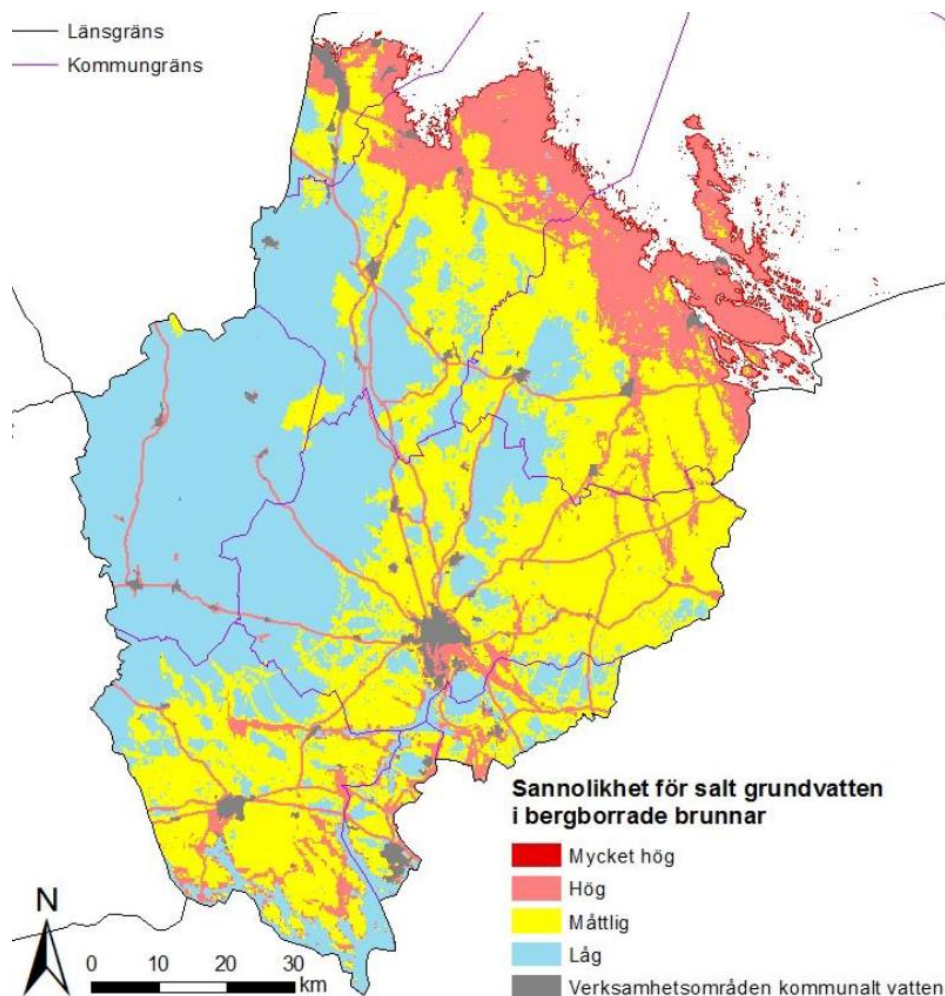 Länsgräns
Kommungräns
Sannolikhet för salt grundvatten
i bergborrade brunnar
Mycket hög
Hög
Måttlig
Låg
Verksamhetsområden kommunalt vatten
N
0 10 20 30
km